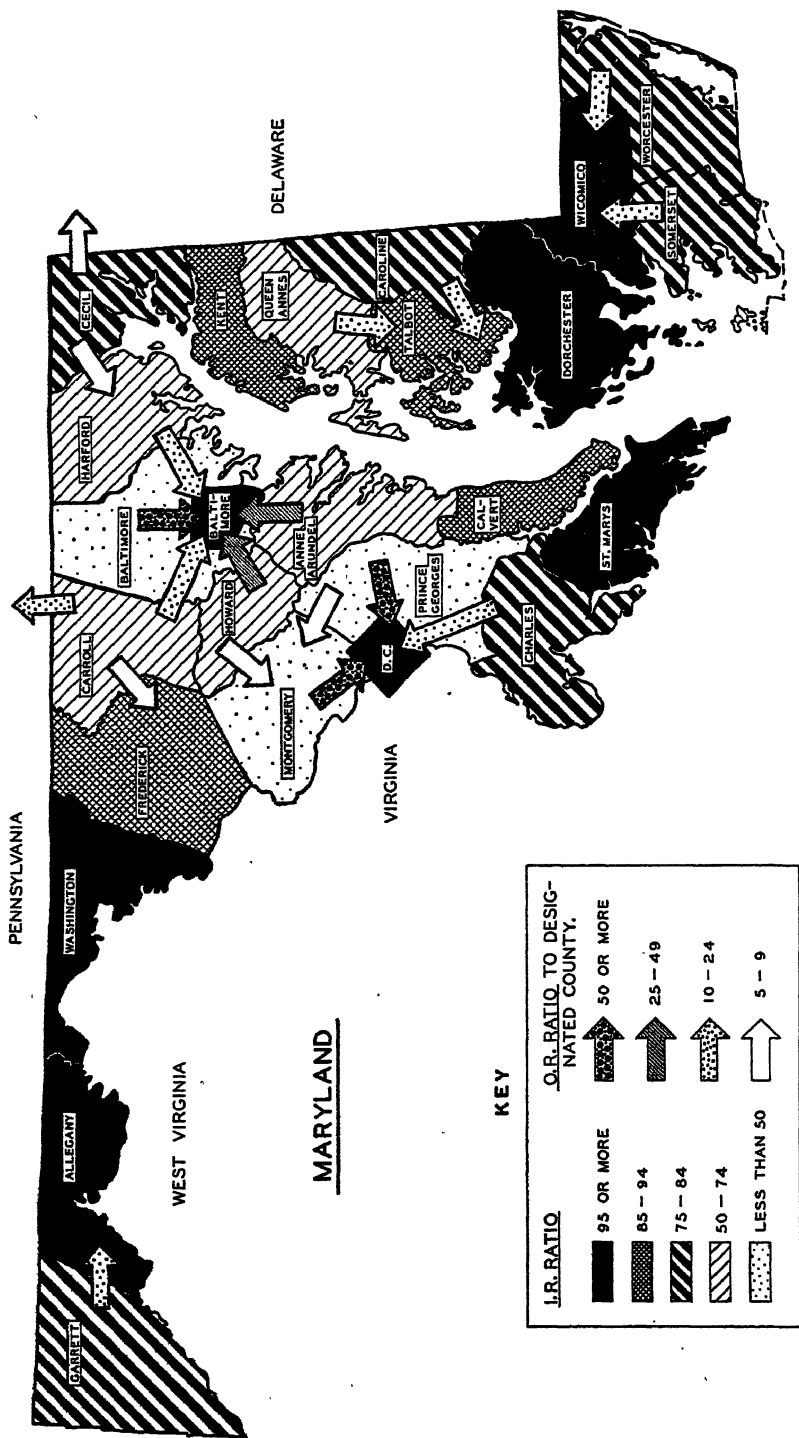 PENNSYLVANIA
DELAWARE
WEST VIRGINIA
VIRGINIA
MARYLAND
GARRETT
ALLEGANY
WASHINGTON
FREDERICK
CARROLL
BALTIMORE
HARFORD
CECIL
KENT
QUEEN
ANNES
CAROLINE
TALBOT
BALTI-
MORE
HOWARD
ANNE
ARUNDEL
MONTGOMERY
D.C.
PRINCE
GEORGES
CAL-
VERT
CHARLES
ST. MARYS
DORCHESTER
WICOMICO
SOMERSET
WORCESTER
KEY
I.R. RATIO
95 OR MORE
85 – 94
75 – 84
50 – 74
LESS THAN 50
O.R. RATIO TO DESIG-
NATED COUNTY.
50 OR MORE
25 – 49
10 – 24
5 – 9